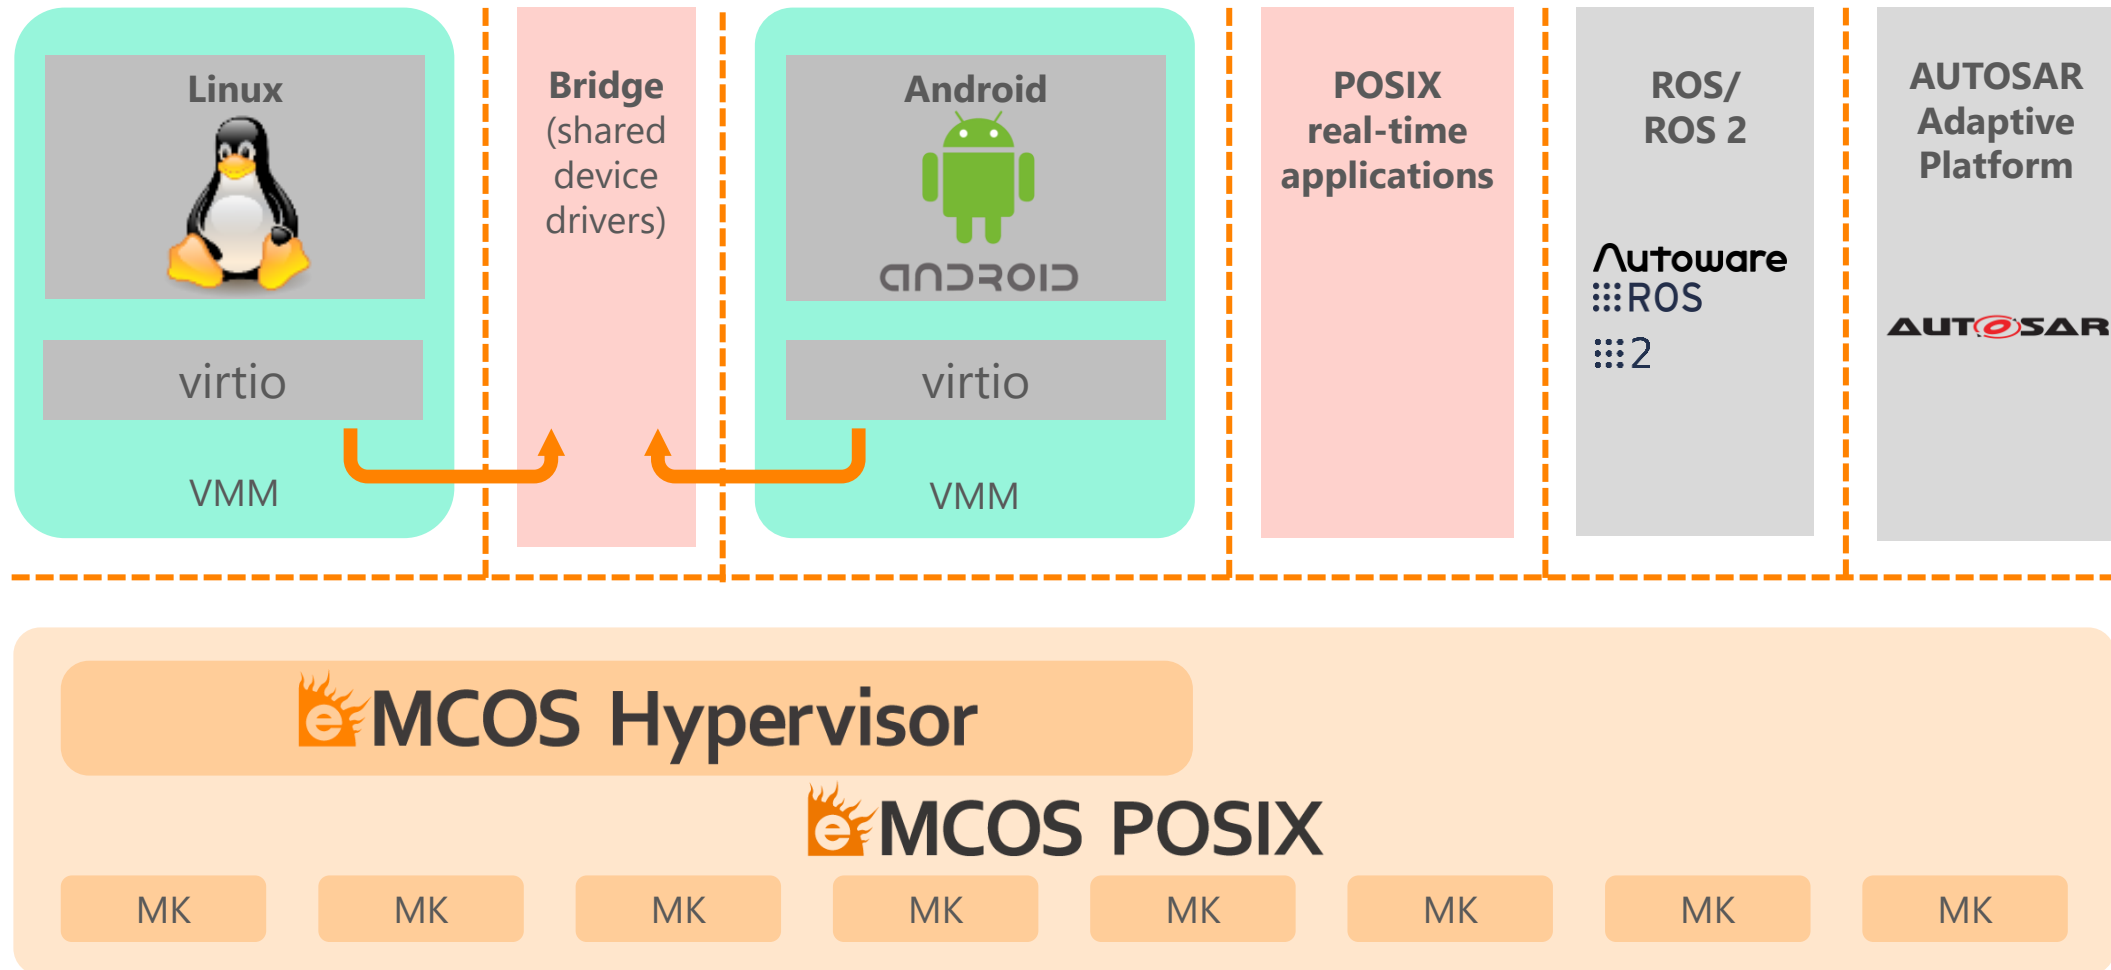 Linux
virtio
VMM
Bridge
(shared
device
drivers)
Android
ANDROID
virtio
VMM
POSIX
real-time
applications
ROS/
ROS 2
Autoware
ROS
2
AUTOSAR
Adaptive
Platform
AUTOSAR
eMCOS Hypervisor
eMCOS POSIX
MK
MK
MK
MK
MK
MK
MK
MK